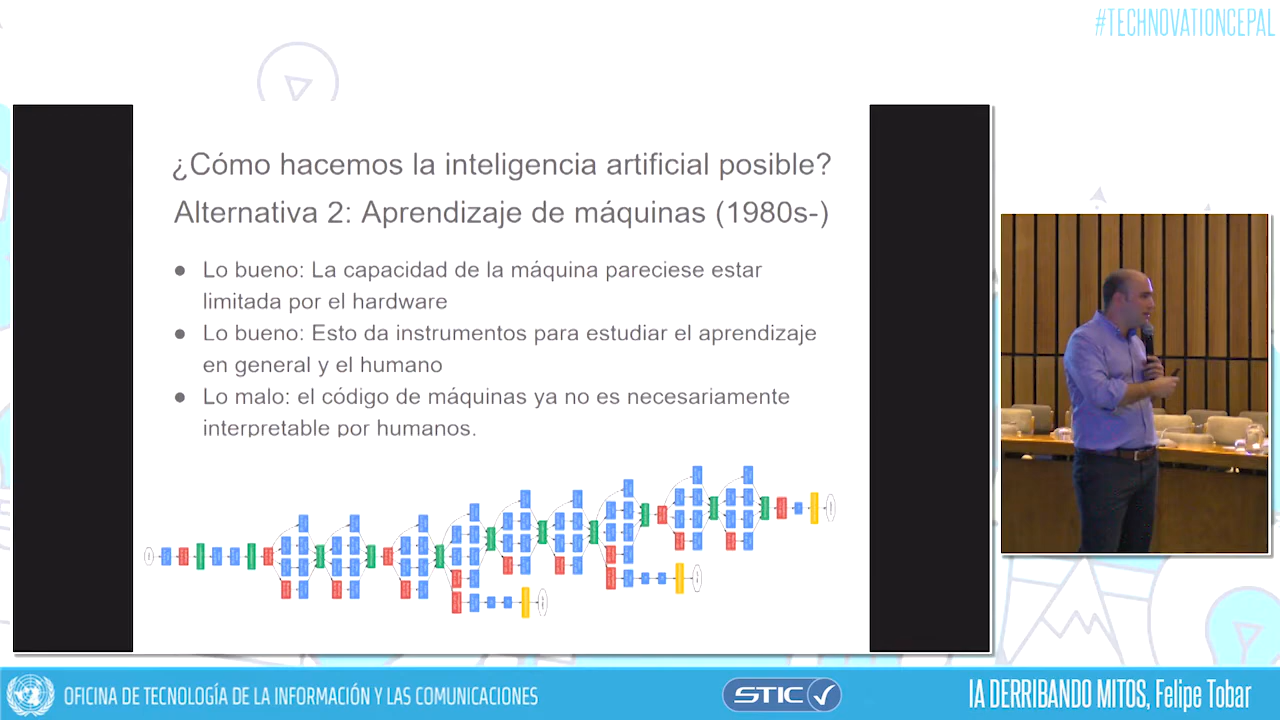 #TECHNOVATIONCEPAL
¿Cómo hacemos la inteligencia artificial posible?
Alternativa 2: Aprendizaje de máquinas (1980s-)
● Lo bueno: La capacidad de la máquina pareciese estar
limitada por el hardware
● Lo bueno: Esto da instrumentos para estudiar el aprendizaje
en general y el humano
● Lo malo: el código de máquinas ya no es necesariamente
interpretable por humanos.
OFICINA DE TECNOLOGÍA DE LA INFORMACIÓN Y LAS COMUNICACIONES
STIC
IA DERRIBANDO MITOS, Felipe Tobar